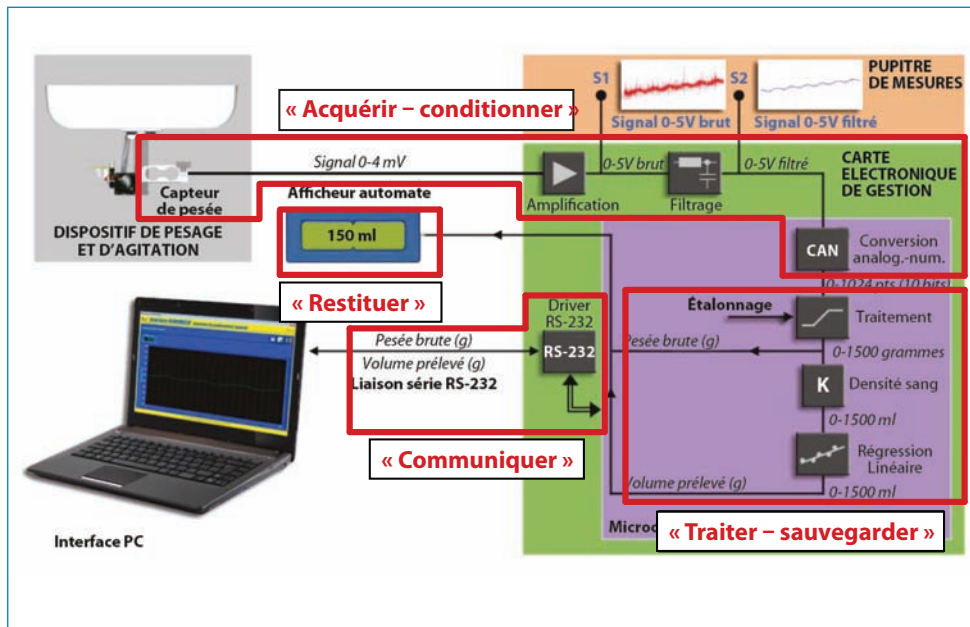 PUPITRE
DE MESURES
S1
S2
Signal 0-5V brut
Signal 0-5V filtré
« Acquérir – conditionner »
Signal 0-4 mV
0-5V brut
0-5V filtré
CARTE
ELECTRONIQUE
DE GESTION
Capteur
de pesée
Afficheur automate
Amplification
Filtrage
DISPOSITIF DE PESAGE
ET D'AGITATION
150 ml
CAN
Conversion
analog.-num.
0-1024 pts (10 bits)
« Restituer »
Driver
RS-232
Étalonnage
Traitement
Pesée brute (g)
RS-232
Pesée brute (g)
0-1500 grammes
Volume prélevé (g)
Liaison série RS-232
K
Densité sang
0-1500 ml
« Communiquer »
Régression
Linéaire
Volume prélevé (g)
0-1500 ml
« Traiter – sauvegarder »
Interface PC